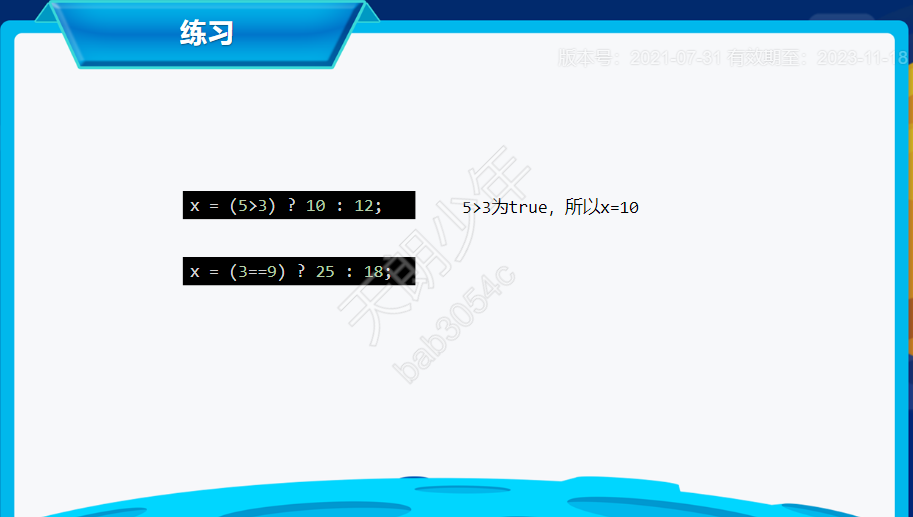 练习
版本号：2021-07-31 有效期至：2023-11-18
x = (5>3) ? 10 : 12;
5>3为true，所以x=10
x = (3==9) ? 25 : 18;
天朗少年
bab3054c